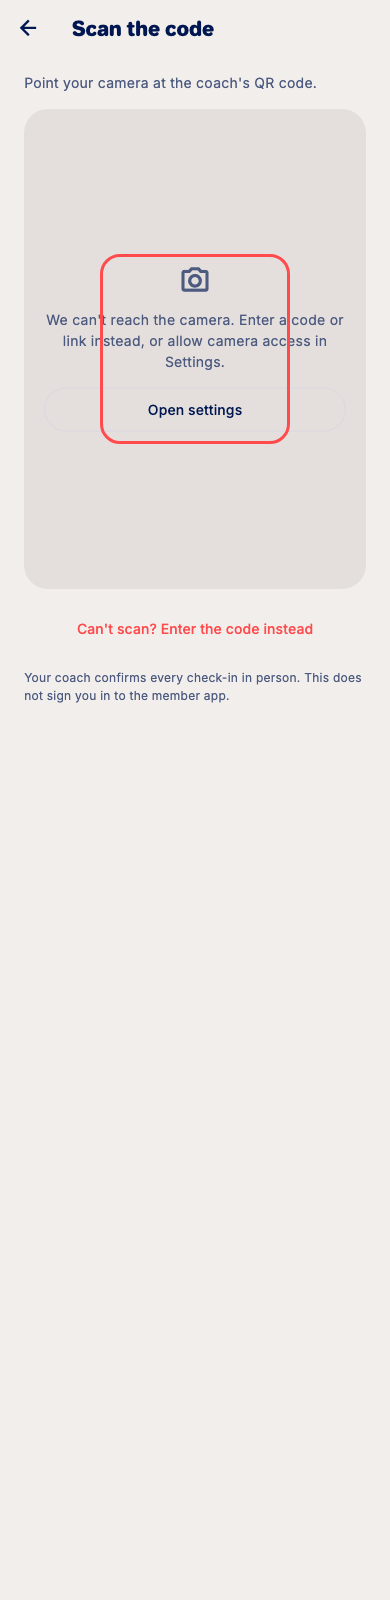 Scan the code
Point your camera at the coach's QR code.
We can't reach the camera. Enter a code or
link instead, or allow camera access in
Settings.
Open settings
Can't scan? Enter the code instead
Your coach confirms every check-in in person. This does
not sign you in to the member app.